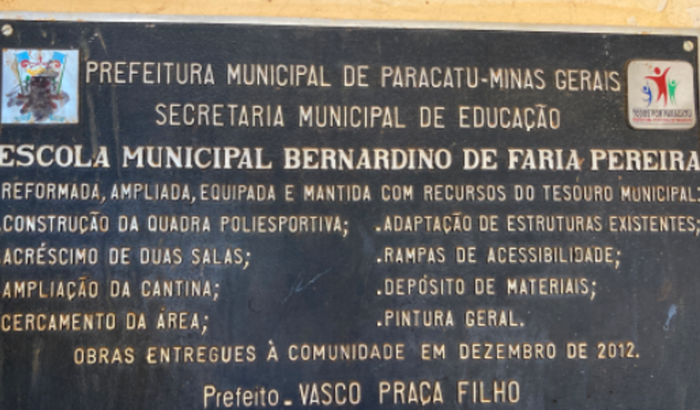 PREFEITURA MUNICIPAL DE PARACATU-MINAS GERAIS
SECRETARIA MUNICIPAL DE EDUCAÇÃO
TODOS POR PARACATU
ESCOLA MUNICIPAL BERNARDINO DE FARIA PEREIRA
REFORMADA, AMPLIADA, EQUIPADA E MANTIDA COM RECURSOS DO TESOURO MUNICIPAL
.CONSTRUÇÃO DA QUADRA POLIESPORTIVA;
ACRÉSCIMO DE DUAS SALAS;
AMPLIAÇÃO DA CANTINA;
CERCAMENTO DA ÁREA;
.ADAPTAÇÃO DE ESTRUTURAS EXISTENTES;
.RAMPAS DE ACESSIBILIDADE;
.DEPÓSITO DE MATERIAIS;
.PINTURA GERAL.
OBRAS ENTREGUES À COMUNIDADE EM DEZEMBRO DE 2012.
Prefeito - VASCO PRAÇA FILHO